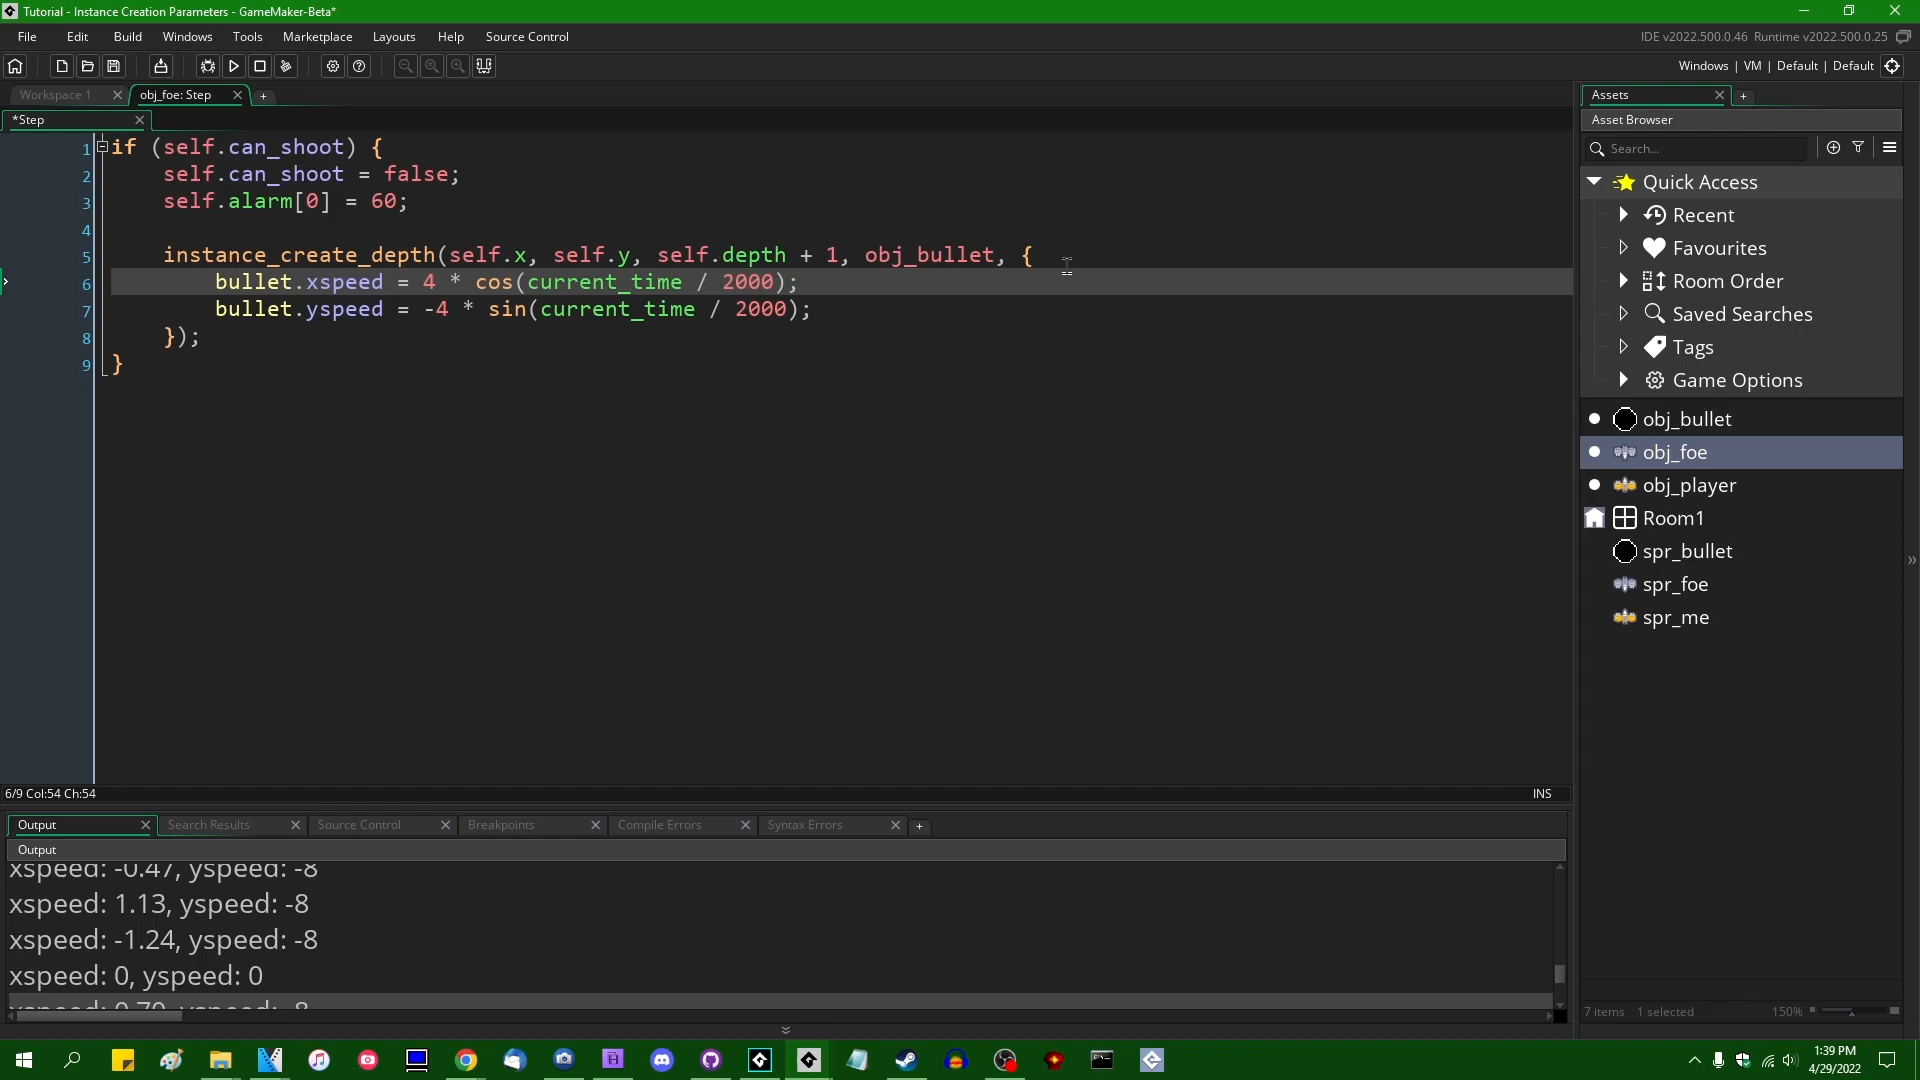 Tutorial - Instance Creation Parameters - GameMaker-Beta*
File Edit Build Windows Tools Marketplace Layouts Help Source Control
IDE v2022.500.0.46 Runtime v2022.500.0.25
Windows | VM | Default | Default
Workspace 1
obj_foe: Step
*Step
1 if (self.can_shoot) {
2 self.can_shoot = false;
3 self.alarm[0] = 60;
4
5 instance_create_depth(self.x, self.y, self.depth + 1, obj_bullet, {
6 bullet.xspeed = 4 * cos(current_time / 2000);
7 bullet.yspeed = -4 * sin(current_time / 2000);
8 });
9 }
6/9 Col:54 Ch:54
INS
Assets
Asset Browser
Search...
Quick Access
Recent
Favourites
Room Order
Saved Searches
Tags
Game Options
obj_bullet
obj_foe
obj_player
Room1
spr_bullet
spr_foe
spr_me
7 items 1 selected 150%
Output Search Results Source Control Breakpoints Compile Errors Syntax Errors
Output
xspeed: -0.47, yspeed: -8
xspeed: 1.13, yspeed: -8
xspeed: -1.24, yspeed: -8
xspeed: 0, yspeed: 0
1:39 PM
4/29/2022